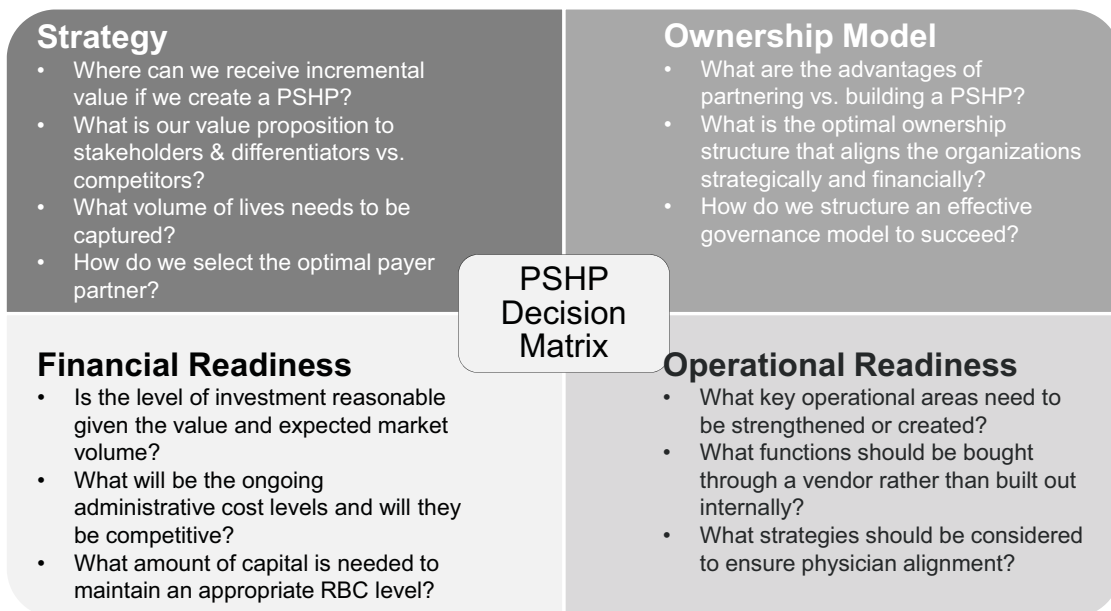 Strategy
• Where can we receive incremental
value if we create a PSHP?
• What is our value proposition to
stakeholders & differentiators vs.
competitors?
• What volume of lives needs to be
captured?
• How do we select the optimal payer
partner?
Ownership Model
• What are the advantages of
partnering vs. building a PSHP?
• What is the optimal ownership
structure that aligns the organizations
strategically and financially?
• How do we structure an effective
governance model to succeed?
PSHP
Decision
Matrix
Financial Readiness
• Is the level of investment reasonable
given the value and expected market
volume?
• What will be the ongoing
administrative cost levels and will they
be competitive?
• What amount of capital is needed to
maintain an appropriate RBC level?
Operational Readiness
• What key operational areas need to
be strengthened or created?
• What functions should be bought
through a vendor rather than built out
internally?
• What strategies should be considered
to ensure physician alignment?